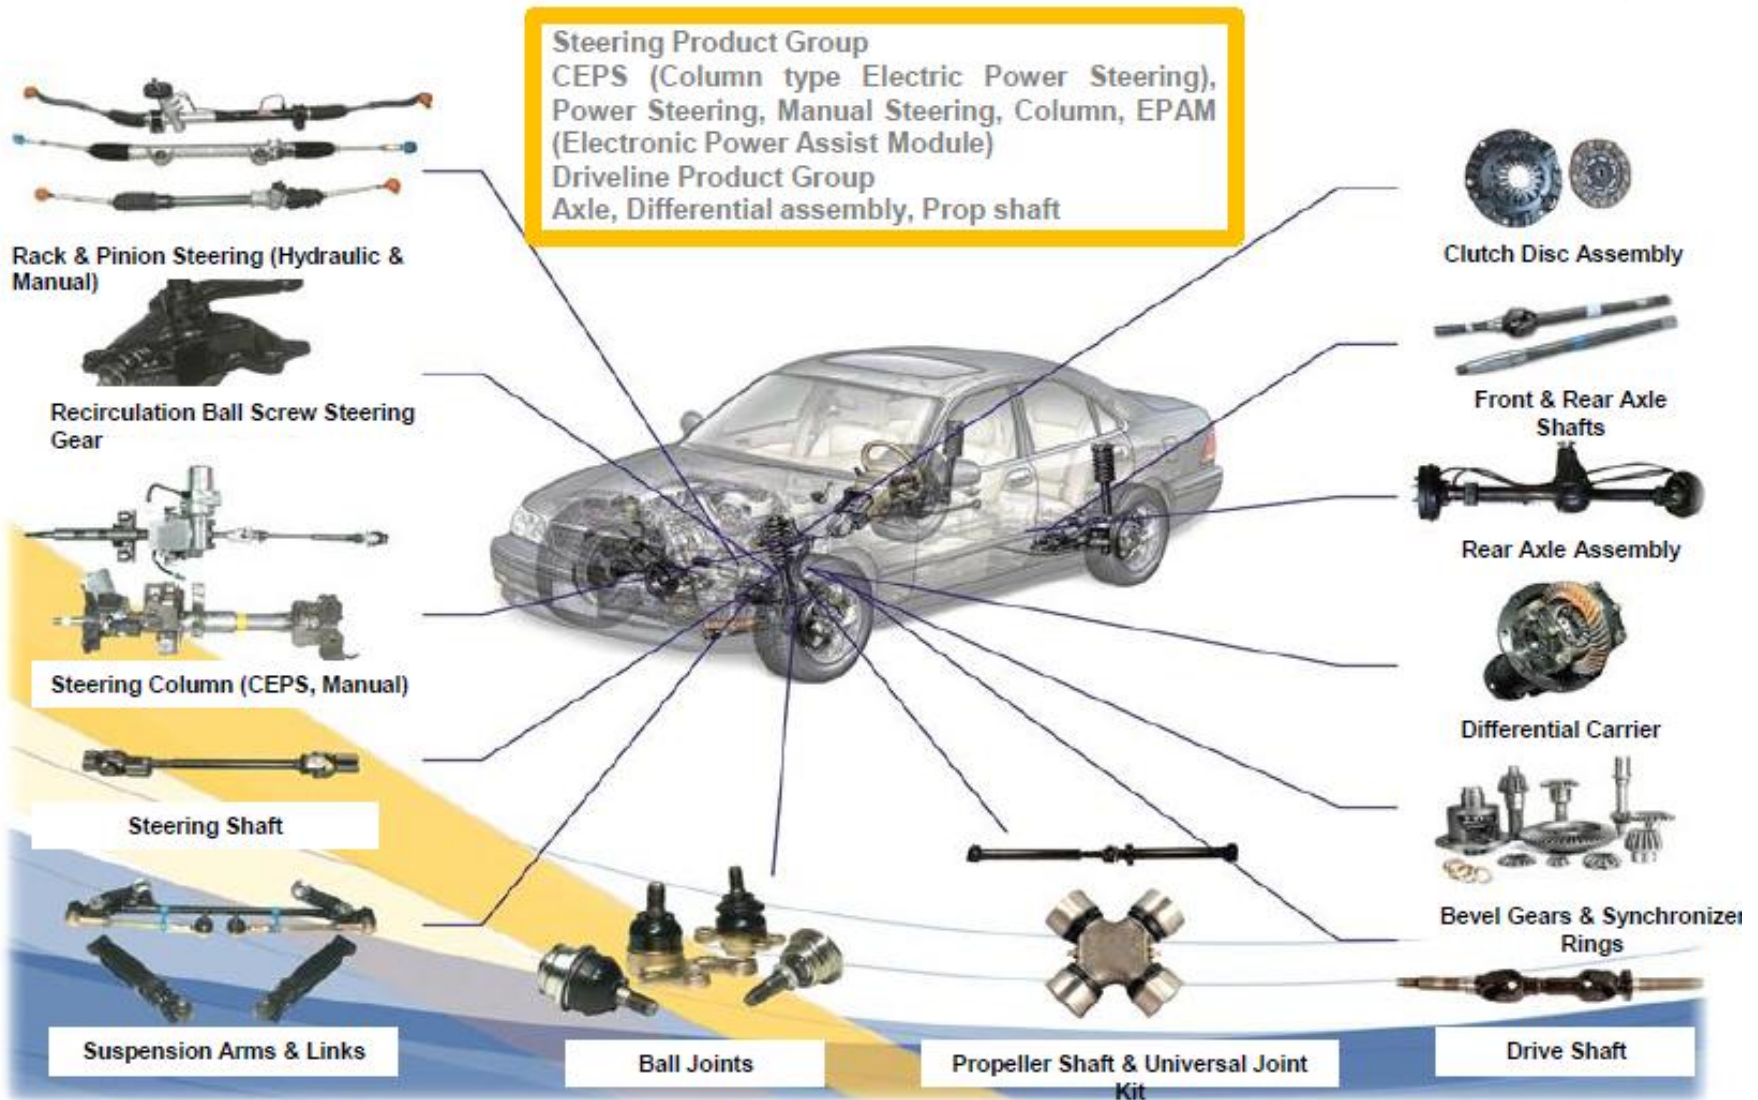 Steering Product Group
CEPS (Column type Electric Power Steering),
Power Steering, Manual Steering, Column, EPAM
(Electronic Power Assist Module)
Driveline Product Group
Axle, Differential assembly, Prop shaft
Rack & Pinion Steering (Hydraulic &
Manual)
Recirculation Ball Screw Steering
Gear
Steering Column (CEPS, Manual)
Steering Shaft
Suspension Arms & Links
Ball Joints
Propeller Shaft & Universal Joint
Kit
Clutch Disc Assembly
Front & Rear Axle
Shafts
Rear Axle Assembly
Differential Carrier
Bevel Gears & Synchronizer
Rings
Drive Shaft